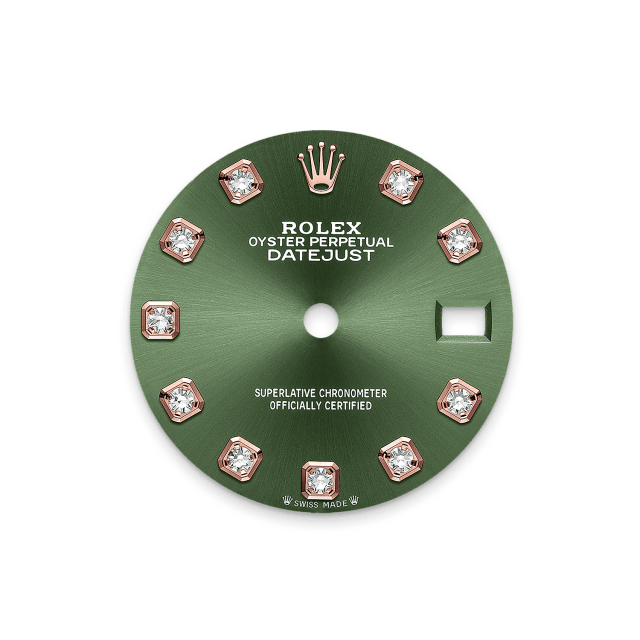 ROLEX
OYSTER PERPETUAL
DATEJUST
SUPERLATIVE CHRONOMETER
OFFICIALLY CERTIFIED
SWISS MADE